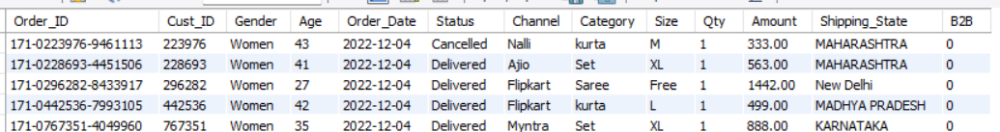 Order_ID Cust_ID Gender Age Order_Date Status Channel Category Size Qty Amount Shipping_State B2B
171-0223976-9461113 223976 Women 43 2022-12-04 Cancelled Nalli kurta M 1 333.00 MAHARASHTRA 0
171-0228693-4451506 228693 Women 41 2022-12-04 Delivered Ajio Set XL 1 563.00 MAHARASHTRA 0
171-0296282-8433917 296282 Women 27 2022-12-04 Delivered Flipkart Saree Free 1 1442.00 New Delhi 0
171-0442536-7993105 442536 Women 42 2022-12-04 Delivered Flipkart kurta L 1 499.00 MADHYA PRADESH 0
171-0767351-4049960 767351 Women 35 2022-12-04 Delivered Myntra Set XL 1 888.00 KARNATAKA 0